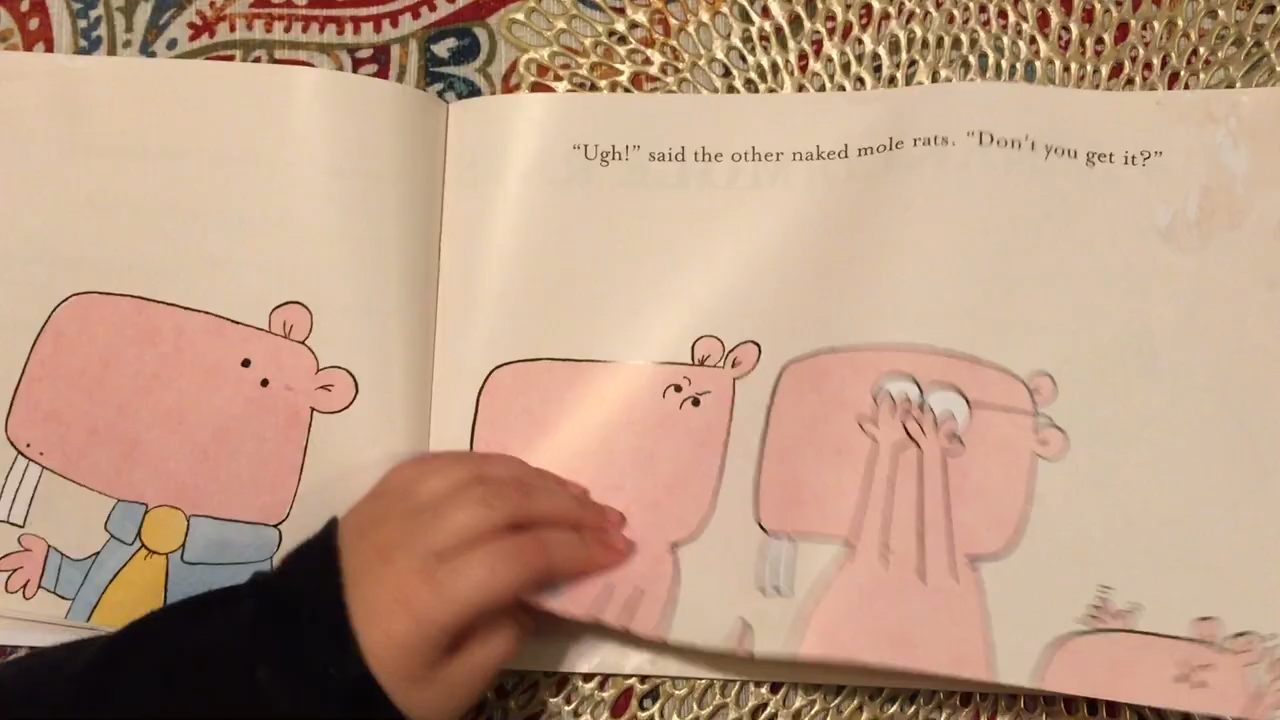 “Ugh!” said the other naked mole rats. “Don’t you get it?”